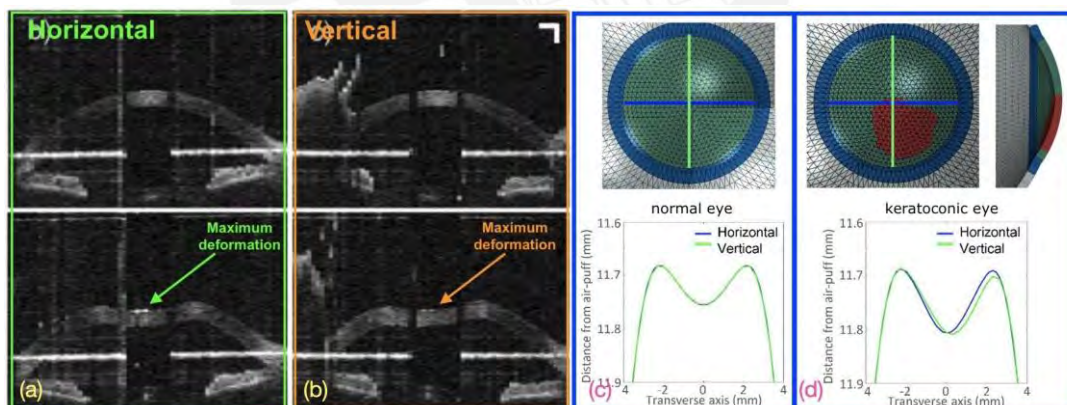 Horizontal
Maximum
deformation
(a)
Vertical
Maximum
deformation
(b)
normal eye
11.6
11.7
11.8
11.9
Distance from air-puff (mm)
Horizontal
Vertical
4
-2
0
2
4
Transverse axis (mm)
(c)
keratoconic eye
11.6
11.7
11.8
11.9
Distance from air-puff (mm)
Horizontal
Vertical
4
-2
0
2
4
Transverse axis (mm)
(d)